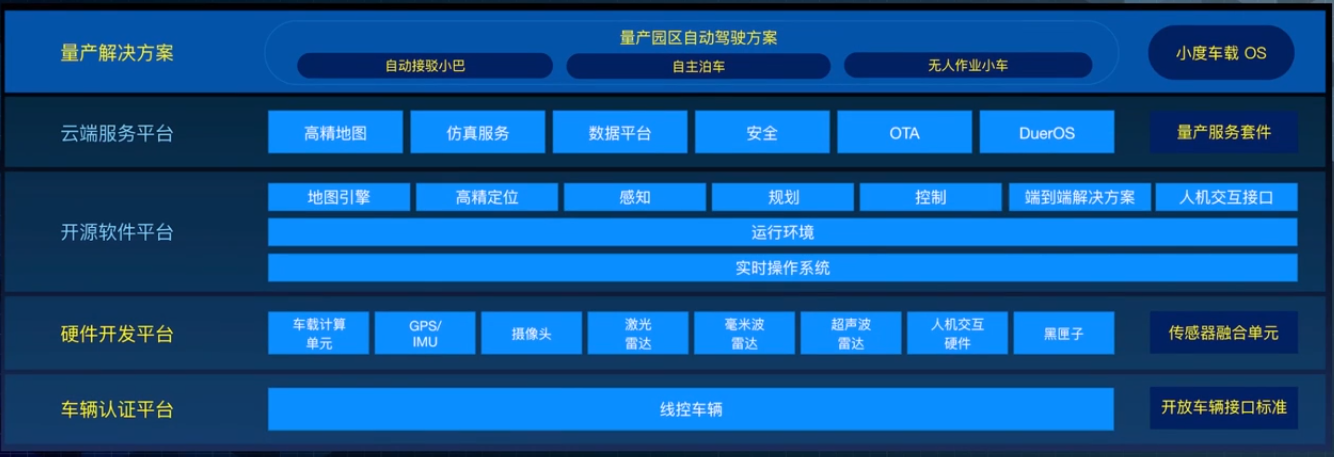 量产解决方案
量产园区自动驾驶方案
自动接驳小巴
自主泊车
无人作业小车
小度车载 OS
云端服务平台
高精地图
仿真服务
数据平台
安全
OTA
DuerOS
量产服务套件
开源软件平台
地图引擎
高精定位
感知
规划
控制
端到端解决方案
人机交互接口
运行环境
实时操作系统
硬件开发平台
车载计算
单元
GPS/
IMU
摄像头
激光
雷达
毫米波
雷达
超声波
雷达
人机交互
硬件
黑匣子
传感器融合单元
车辆认证平台
线控车辆
开放车辆接口标准